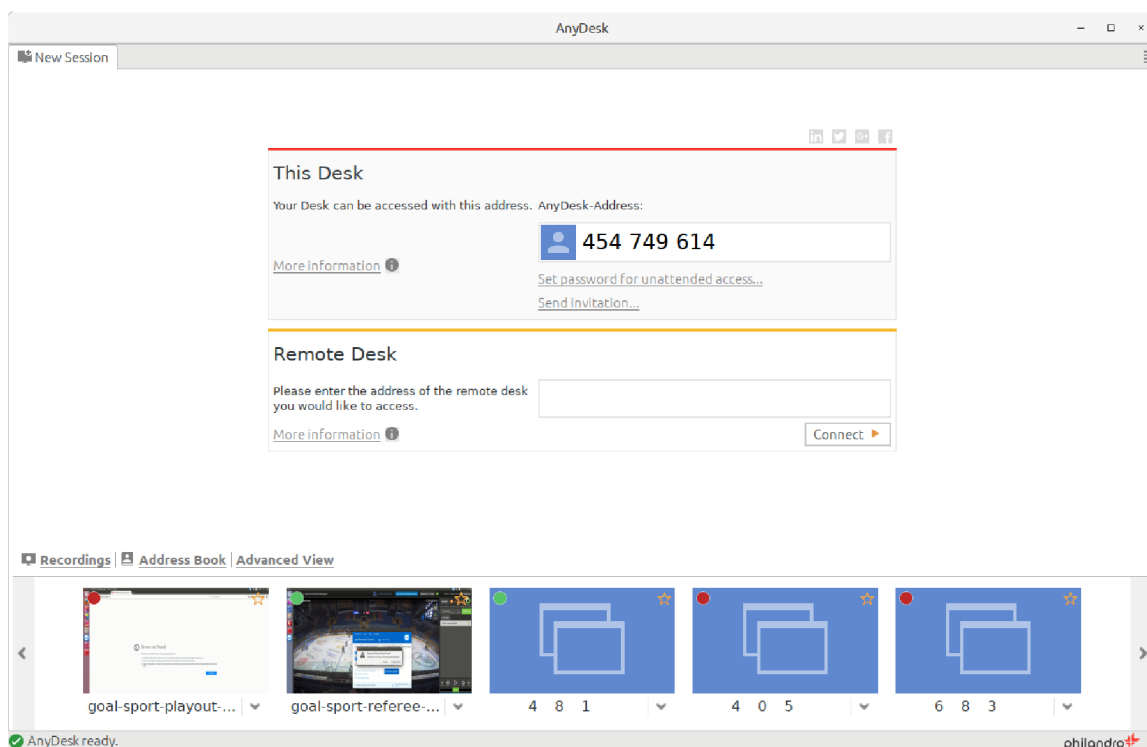 AnyDesk
New Session
This Desk
Your Desk can be accessed with this address.
AnyDesk-Address:
454 749 614
More information
Set password for unattended access...
Send invitation...
Remote Desk
Please enter the address of the remote desk
you would like to access.
More information
Connect
Recordings Address Book Advanced View
goal-sport-playout-... goal-sport-referee-... 4 8 1 4 0 5 6 8 3
AnyDesk ready.
philandro